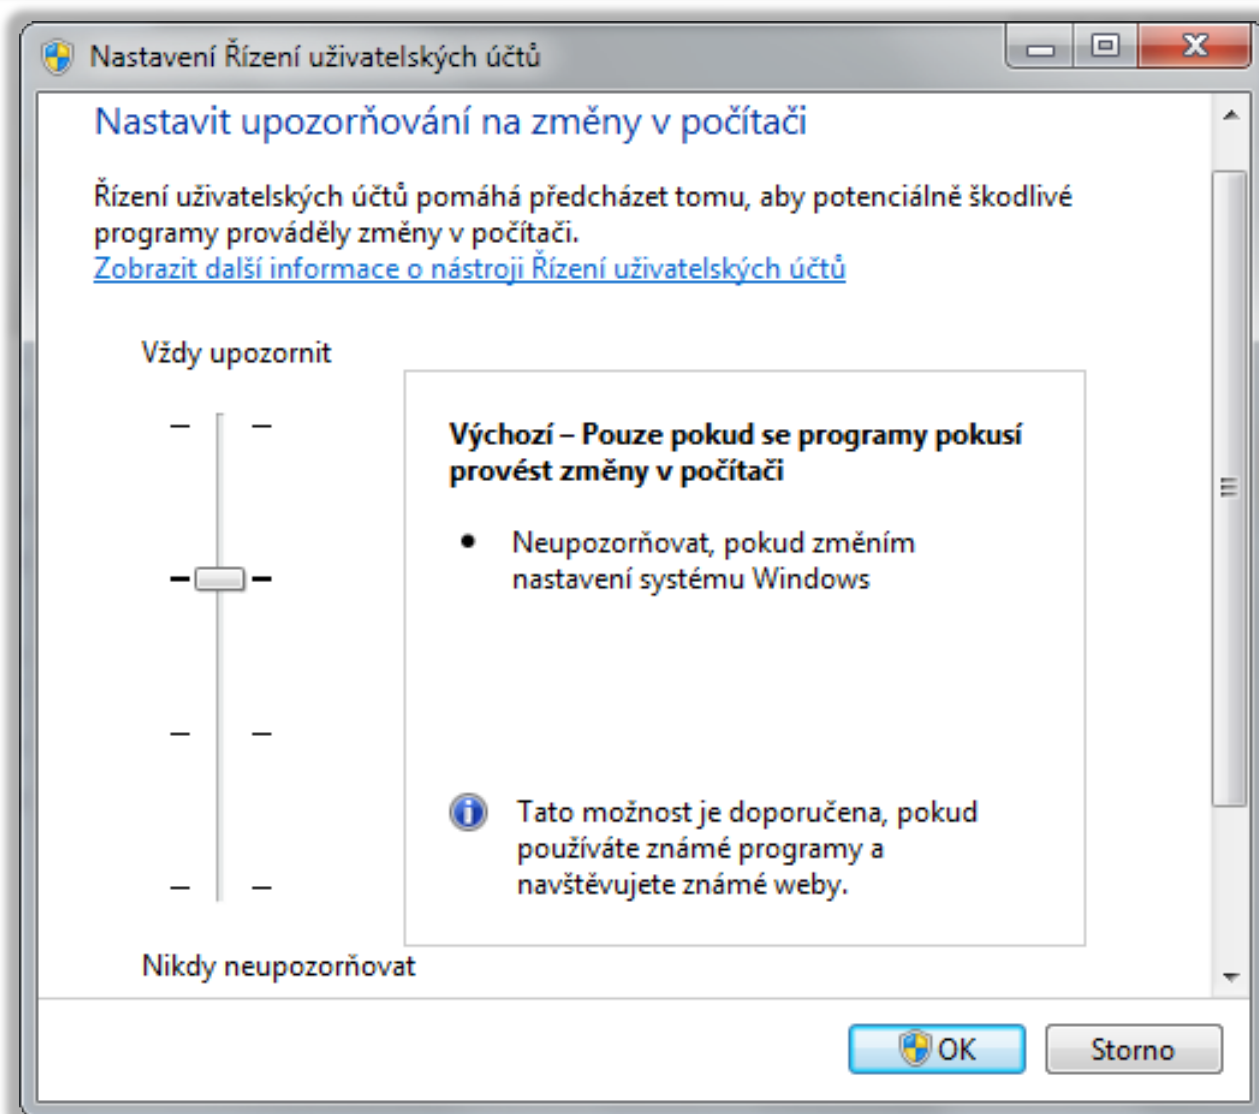 Nastavení Řízení uživatelských účtů
Nastavit upozorňování na změny v počítači
Řízení uživatelských účtů pomáhá předcházet tomu, aby potenciálně škodlivé
programy prováděly změny v počítači.
Zobrazit další informace o nástroji Řízení uživatelských účtů
Vždy upozornit
Výchozí – Pouze pokud se programy pokusí
provést změny v počítači
• Neupozorňovat, pokud změním
nastavení systému Windows
Tato možnost je doporučena, pokud
používáte známé programy a
navštěvujete známé weby.
Nikdy neupozorňovat
OK
Storno